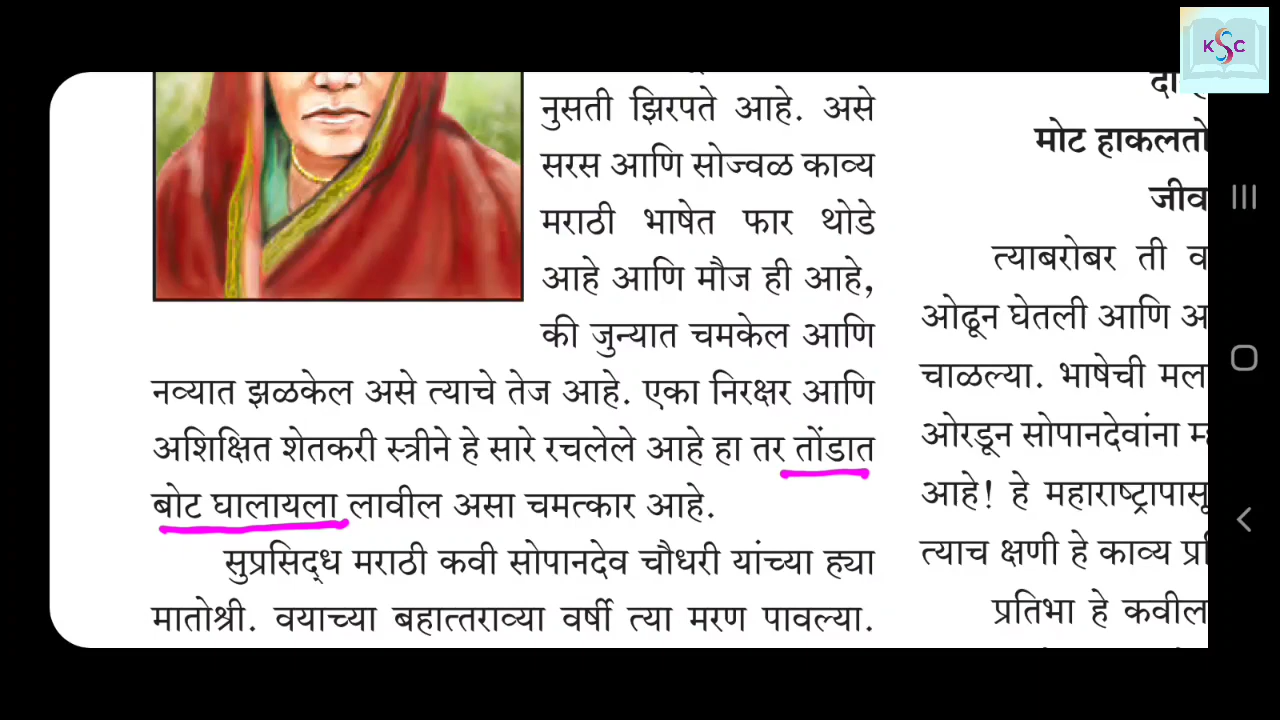 KSC
नुसती झिरपते आहे. असे
सरस आणि सोज्वळ काव्य
मराठी भाषेत फार थोडे
आहे आणि मौज ही आहे,
की जुन्यात चमकेल आणि
नव्यात झळकेल असे त्याचे तेज आहे. एका निरक्षर आणि
अशिक्षित शेतकरी स्त्रीने हे सारे रचलेले आहे हा तर तोंडात
बोट घालायला लावील असा चमत्कार आहे.
सुप्रसिद्ध मराठी कवी सोपानदेव चौधरी यांच्या ह्या
मातोश्री. वयाच्या बहात्तराव्या वर्षी त्या मरण पावल्या.
मोट हाकलतो
जीव
त्याबरोबर ती व
ओढून घेतली आणि अ
चाळल्या. भाषेची मल
ओरडून सोपानदेवांना
आहे! हे महाराष्ट्रापासू
त्याच क्षणी हे काव्य प्र
प्रतिभा हे कवील